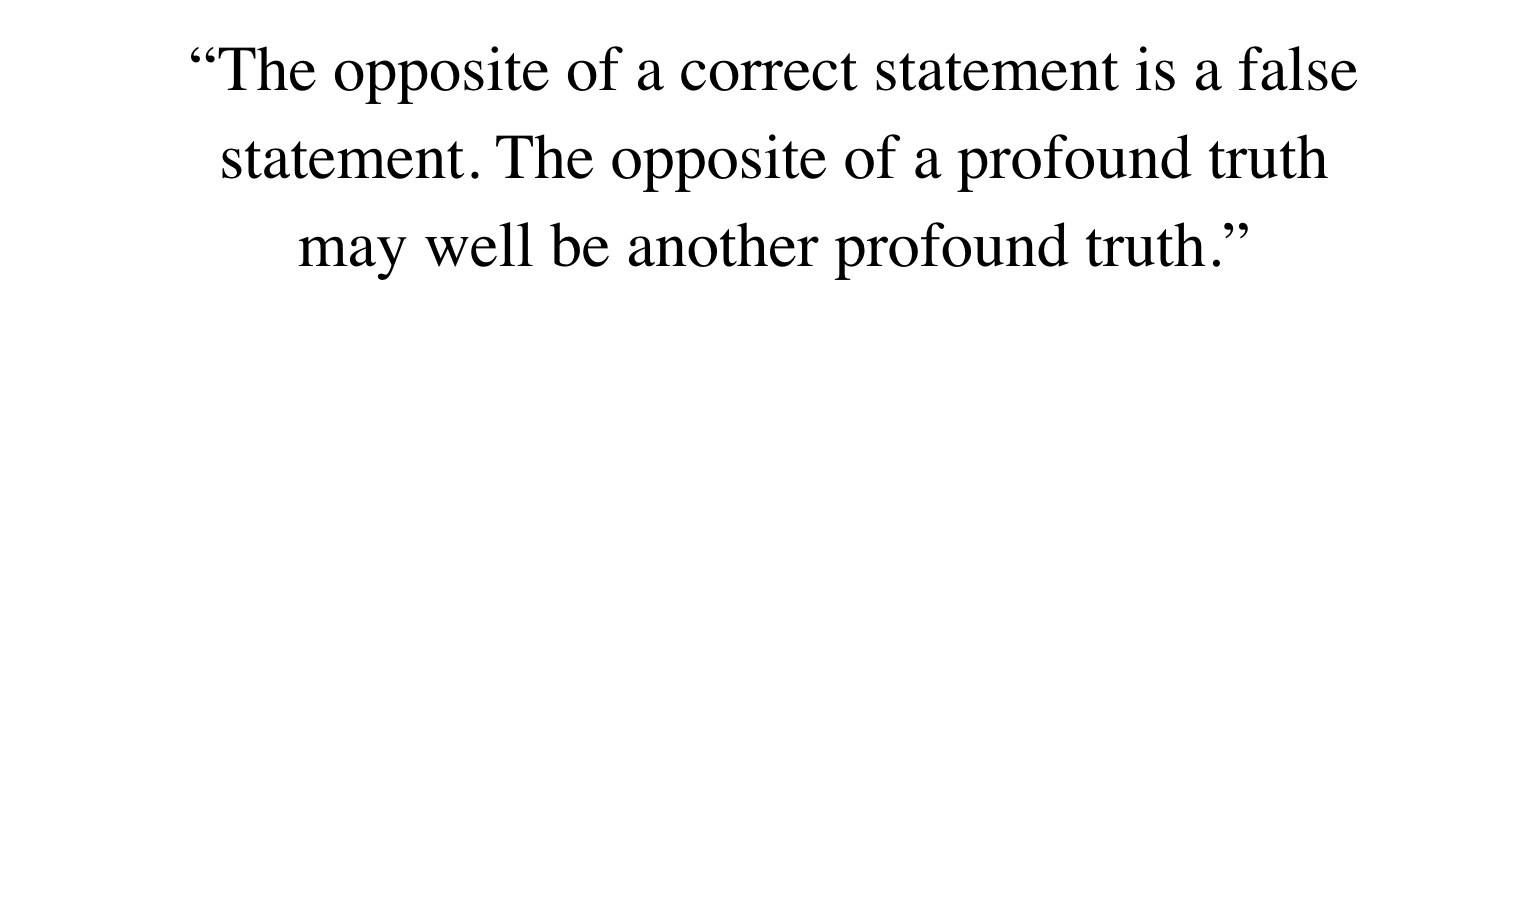 “The opposite of a correct statement is a false
statement. The opposite of a profound truth
may well be another profound truth.”